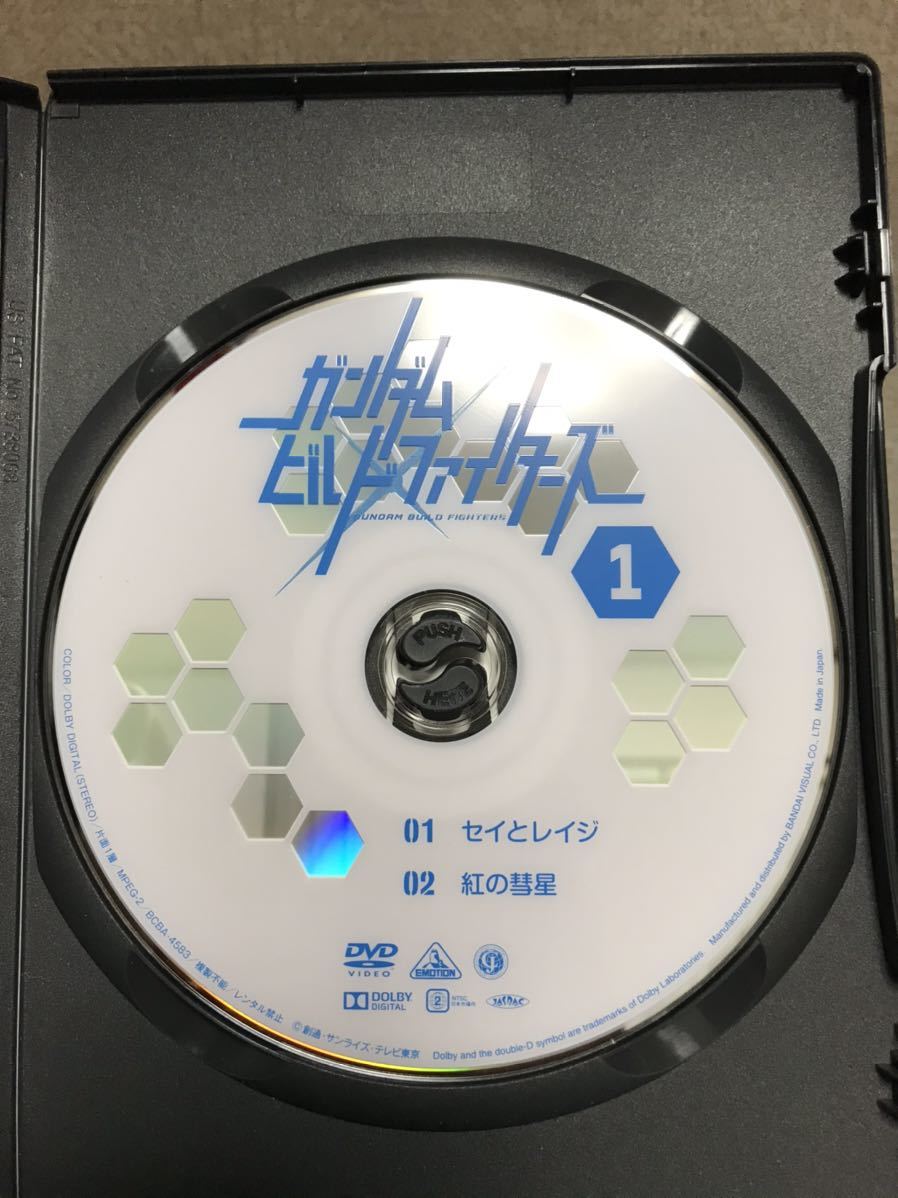 ガンダム
ビルドファイターズ
GUNDAM BUILD FIGHTERS
1
PUSH
HERE
01 セイとレイジ
02 紅の彗星
DVD
VIDEO
EMOTION
DOLBY
DIGITAL
2
NTSC
日本市場向
JASRAC
COLOR/DOLBY DIGITAL(STEREO)/片面1層/MPEG-2/BCBA-4583/複製不能/レンタル禁止 ©創通・サンライズ・テレビ東京 Dolby and the double-D symbol are trademarks of Dolby Laboratories Manufactured and distributed by BANDAI VISUAL CO., LTD Made in Japan.